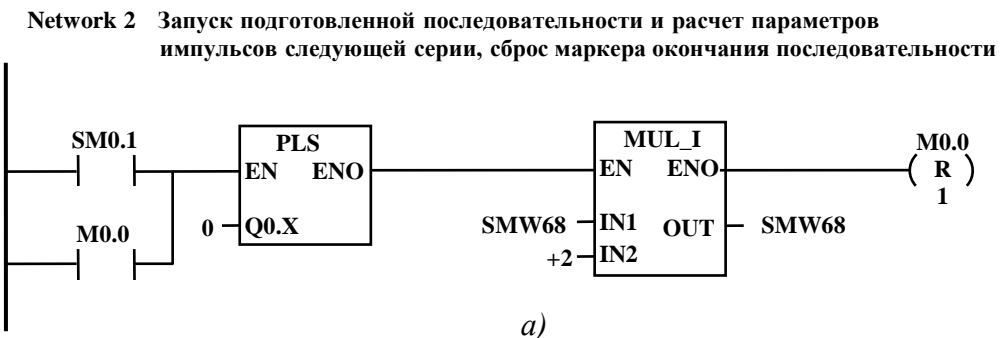 Network 2 Запуск подготовленной последовательности и расчет параметров
импульсов следующей серии, сброс маркера окончания последовательности
SM0.1
PLS
MUL_I
M0.0
EN ENO
EN ENO
R
1
M0.0
0 Q0.X
SMW68 IN1 OUT SMW68
+2 IN2
а)